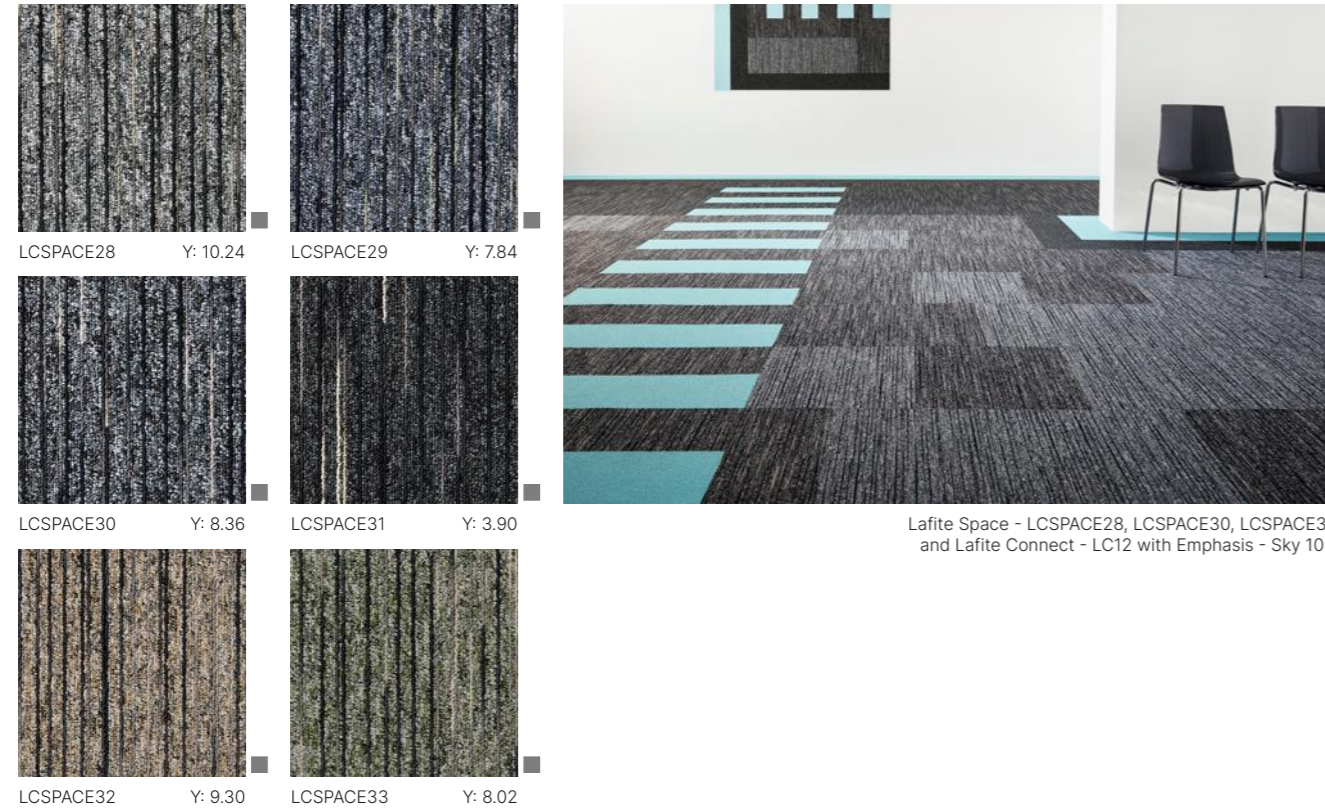 LCSPACE28 Y: 10.24
LCSPACE29 Y: 7.84
LCSPACE30 Y: 8.36
LCSPACE31 Y: 3.90
Lafite Space - LCSPACE28, LCSPACE30, LCSPACE3
and Lafite Connect - LC12 with Emphasis - Sky 10
LCSPACE32 Y: 9.30
LCSPACE33 Y: 8.02